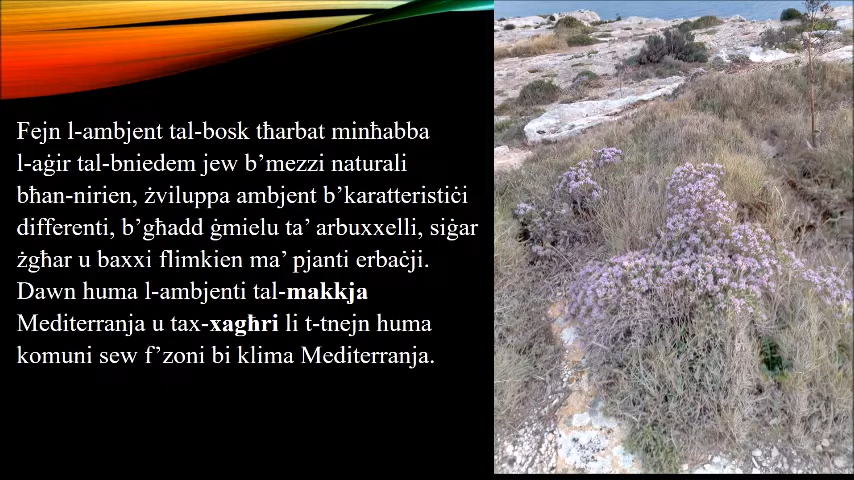 Fejn l-ambjent tal-bosk tħarbat minħabba
l-aġir tal-bniedem jew b’mezzi naturali
bħan-nirien, żviluppa ambjent b’karatteristiċi
differenti, b’għadd ġmielu ta’ arbuxxelli, siġar
żgħar u baxxi flimkien ma’ pjanti erbaċji.
Dawn huma l-ambjenti tal-makkja
Mediterranja u tax-xagħri li t-tnejn huma
komuni sew f’zoni bi klima Mediterranja.